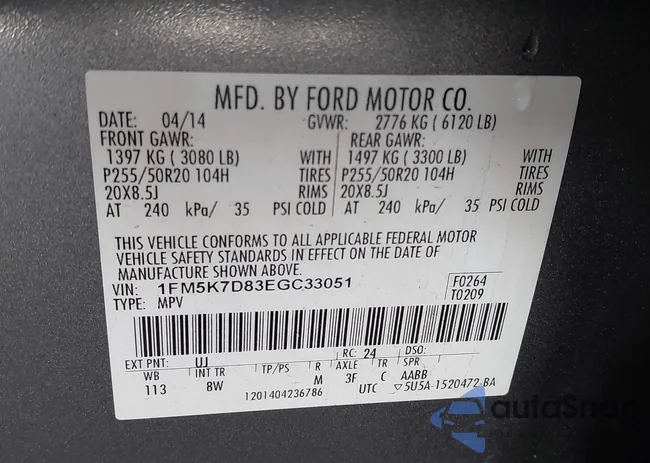 MFD. BY FORD MOTOR CO.
DATE: 04/14 GVWR: 2776 KG ( 6120 LB)
FRONT GAWR: REAR GAWR:
1397 KG ( 3080 LB) WITH 1497 KG ( 3300 LB) WITH
P255/50R20 104H TIRES P255/50R20 104H TIRES
20X8.5J RIMS 20X8.5J RIMS
AT 240 kPa/ 35 PSI COLD AT 240 kPa/ 35 PSI COLD
THIS VEHICLE CONFORMS TO ALL APPLICABLE FEDERAL MOTOR
VEHICLE SAFETY STANDARDS IN EFFECT ON THE DATE OF
MANUFACTURE SHOWN ABOVE.
VIN: 1FM5K7D83EGC33051 F0264
TYPE: MPV T0209
EXT PNT: UJ RC: 24 DSO:
WB INT TR TP/PS R AXLE TR SPR
113 8W M 3F C AABB
1201404236786 UTC ▽5U5A-1520472-BA
autoSna